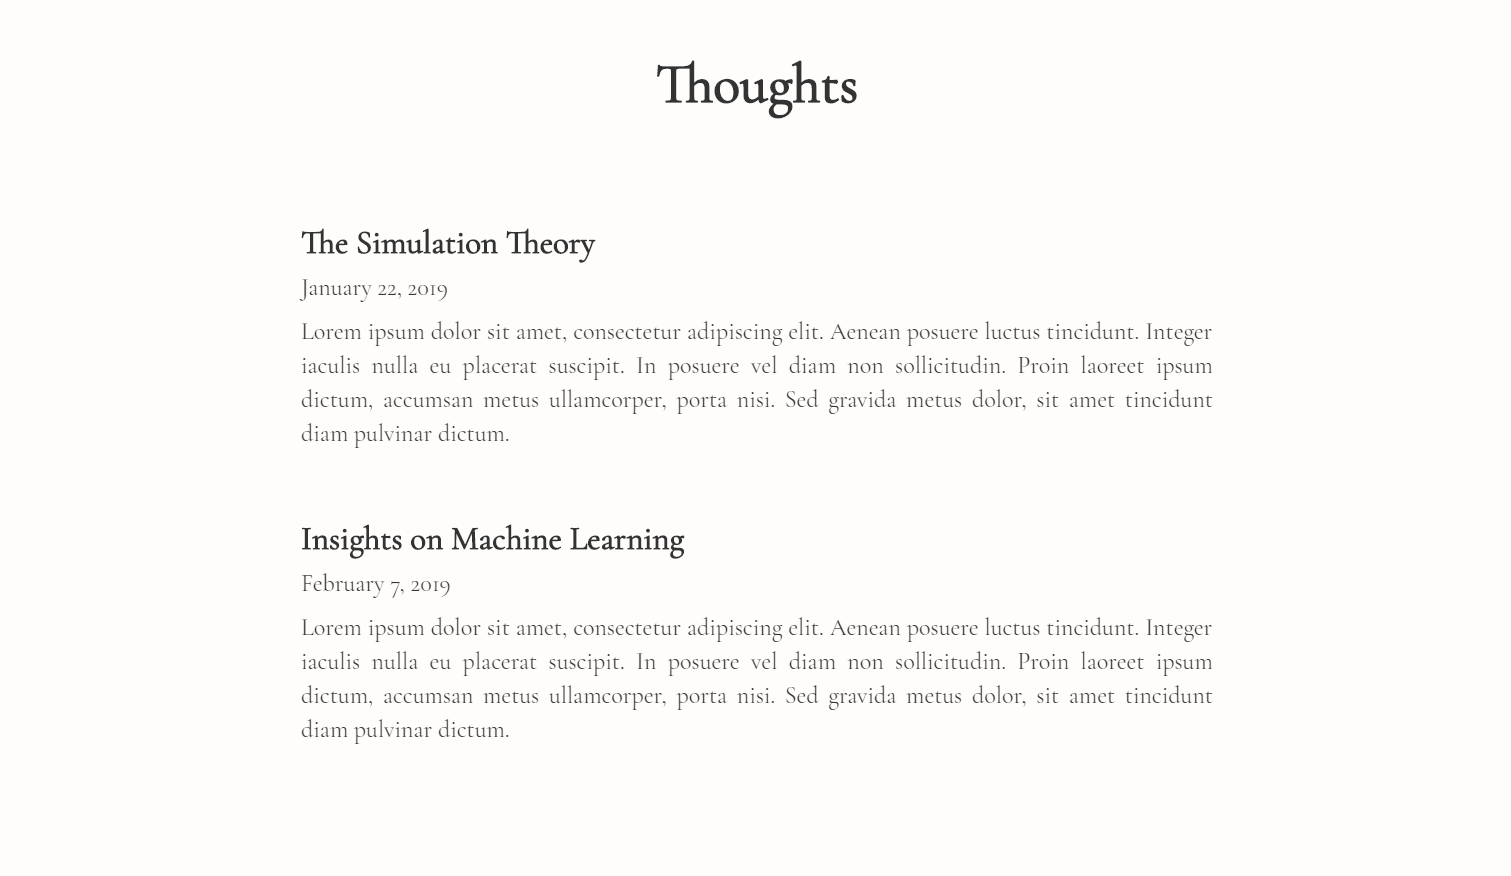 Thoughts
The Simulation Theory
January 22, 2019
Lorem ipsum dolor sit amet, consectetur adipiscing elit. Aenean posuere luctus tincidunt. Integer
iaculis nulla eu placerat suscipit. In posuere vel diam non sollicitudin. Proin laoreet ipsum
dictum, accumsan metus ullamcorper, porta nisi. Sed gravida metus dolor, sit amet tincidunt
diam pulvinar dictum.
Insights on Machine Learning
February 7, 2019
Lorem ipsum dolor sit amet, consectetur adipiscing elit. Aenean posuere luctus tincidunt. Integer
iaculis nulla eu placerat suscipit. In posuere vel diam non sollicitudin. Proin laoreet ipsum
dictum, accumsan metus ullamcorper, porta nisi. Sed gravida metus dolor, sit amet tincidunt
diam pulvinar dictum.